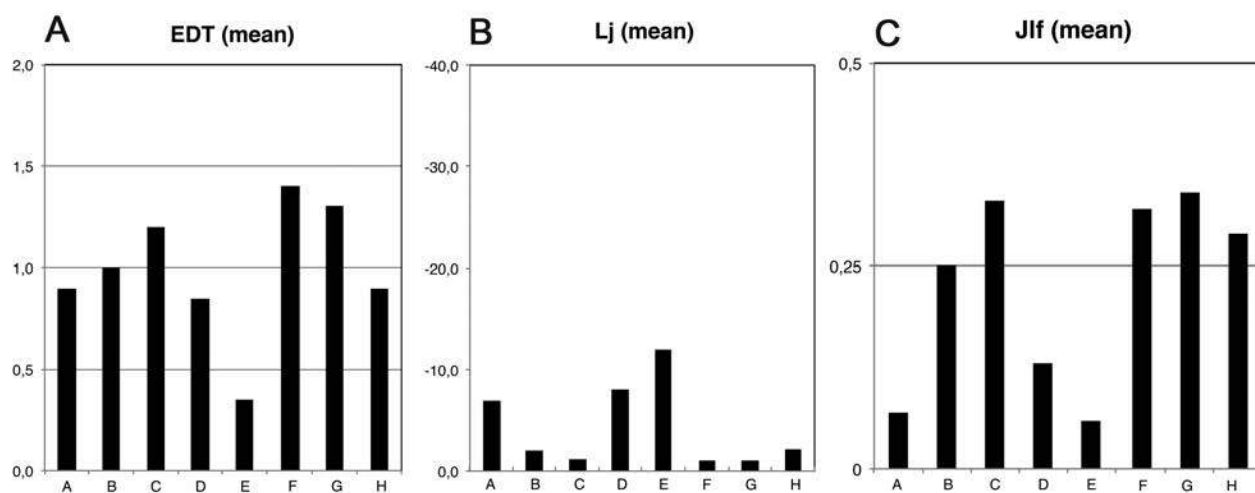 A
EDT (mean)
2,0
1,5
1,0
0,5
0,0
A B C D E F G H
B
Lj (mean)
-40,0
-30,0
-20,0
-10,0
0,0
A B C D E F G H
C
Jlf (mean)
0,5
0,25
0
A B C D E F G H